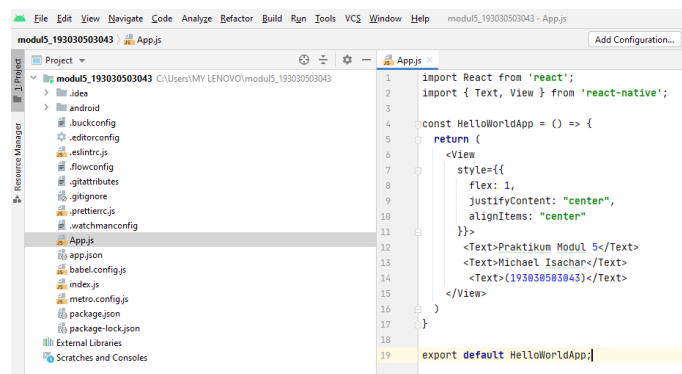 File Edit View Navigate Code Analyze Refactor Build Run Tools VCS Window Help modul5_193030503043 - App.js
modul5_193030503043 App.js Add Configuration...
1: Project
Resource Manager
Project
modul5_193030503043 C:\Users\MY LENOVO\modul5_193030503043
.idea
android
.buckconfig
.editorconfig
.eslintrc.js
.flowconfig
.gitattributes
.gitignore
.prettierrc.js
.watchmanconfig
App.js
app.json
babel.config.js
index.js
metro.config.js
package.json
package-lock.json
External Libraries
Scratches and Consoles
App.js
1 import React from 'react';
2 import { Text, View } from 'react-native';
3
4 const HelloWorldApp = () => {
5 return (
6 <View
7 style={{
8 flex: 1,
9 justifyContent: "center",
10 alignItems: "center"
11 }}>
12 <Text>Praktikum Modul 5</Text>
13 <Text>Michael Isachar</Text>
14 <Text>(193030503043)</Text>
15 </View>
16 )
17 }
18
19 export default HelloWorldApp;